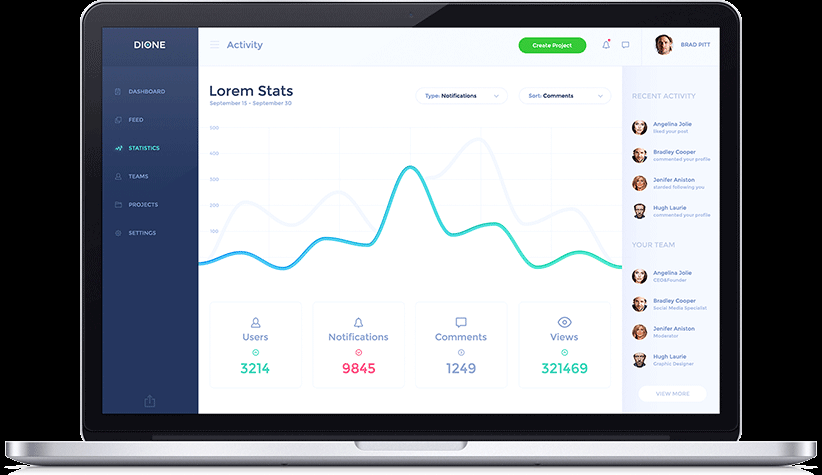 DIONE
Activity
Create Project
BRAD PITT
DASHBOARD
FEED
STATISTICS
TEAMS
PROJECTS
SETTINGS
Lorem Stats
September 15 - September 30
Type: Notifications
Sort: Comments
500
400
300
200
100
Users
3214
Notifications
9845
Comments
1249
Views
321469
RECENT ACTIVITY
Angelina Jolie
liked your post
Bradley Cooper
commented your profile
Jenifer Aniston
started following you
Hugh Laurie
commented your profile
YOUR TEAM
Angelina Jolie
CEO&Founder
Bradley Cooper
Social Media Specialist
Jenifer Aniston
Moderator
Hugh Laurie
Graphic Designer
VIEW MORE